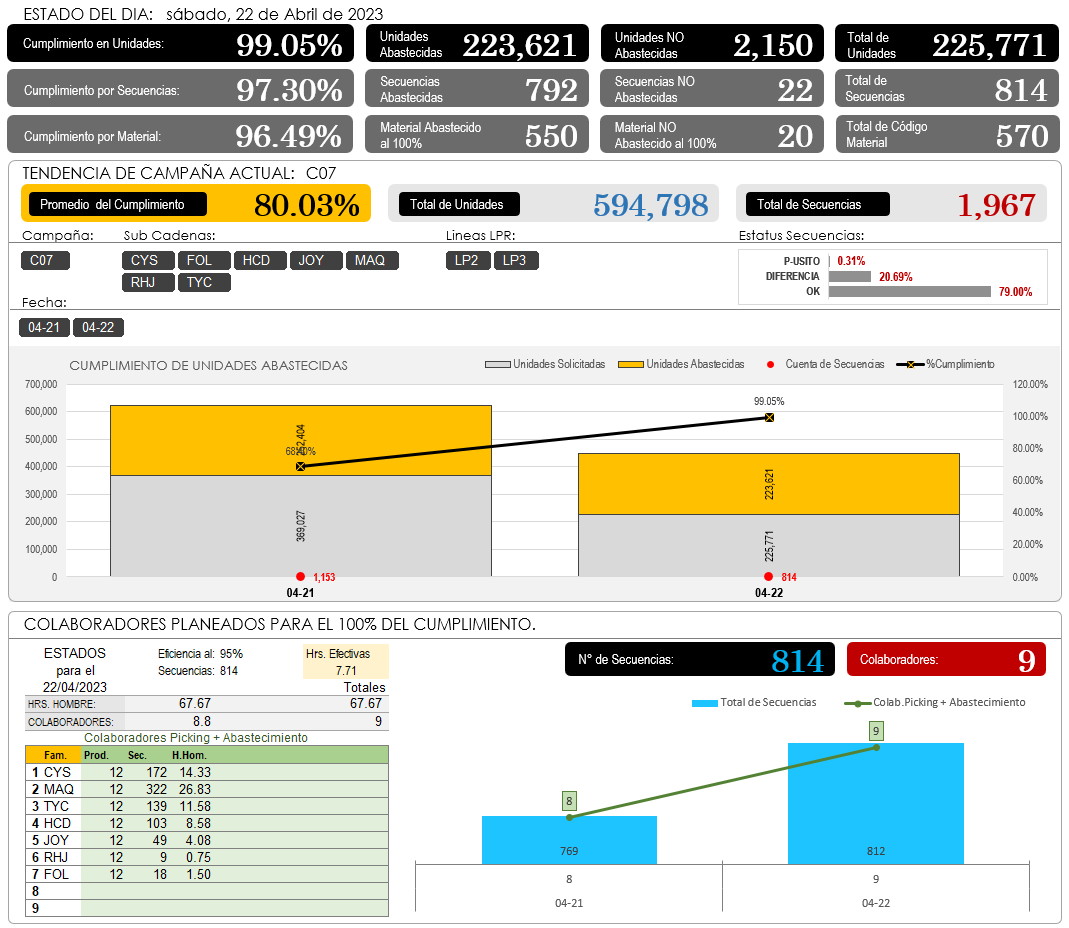 ESTADO DEL DIA: sábado, 22 de Abril de 2023
Cumplimiento en Unidades: 99.05%
Unidades Abastecidas 223,621
Unidades NO Abastecidas 2,150
Total de Unidades 225,771
Cumplimiento por Secuencias: 97.30%
Secuencias Abastecidas 792
Secuencias NO Abastecidas 22
Total de Secuencias 814
Cumplimiento por Material: 96.49%
Material Abastecido al 100% 550
Material NO Abastecido al 100% 20
Total de Código Material 570
TENDENCIA DE CAMPAÑA ACTUAL: C07
Promedio del Cumplimiento 80.03%
Total de Unidades 594,798
Total de Secuencias 1,967
Campaña: Sub Cadenas: Lineas LPR: Estatus Secuencias:
C07 CYS FOL HCD JOY MAQ LP2 LP3
RHJ TYC
P-USITO 0.31%
DIFERENCIA 20.69%
OK 79.00%
Fecha:
04-21 04-22
CUMPLIMIENTO DE UNIDADES ABASTECIDAS
Unidades Solicitadas Unidades Abastecidas Cuenta de Secuencias %Cumplimiento
700,000 120.00%
600,000 100.00%
500,000 80.00%
400,000 60.00%
300,000 40.00%
200,000 20.00%
100,000 0.00%
0
99.05%
223,621
369,027
225,771
1,153 814
04-21 04-22
COLABORADORES PLANEADOS PARA EL 100% DEL CUMPLIMIENTO.
ESTADOS para el 22/04/2023
Eficiencia al: 95%
Secuencias: 814
Hrs. Efectivas
7.71
Totales
HRS. HOMBRE: 67.67 67.67
COLABORADORES: 8.8 9
Colaboradores Picking + Abastecimiento
Fam. Prod. Sec. H.Hom.
1 CYS 12 172 14.33
2 MAQ 12 322 26.83
3 TYC 12 139 11.58
4 HCD 12 103 8.58
5 JOY 12 49 4.08
6 RHJ 12 9 0.75
7 FOL 12 18 1.50
8
9
N° de Secuencias: 814
Colaboradores: 9
Total de Secuencias Colab.Picking + Abastecimiento
9
8
769 812
8 9
04-21 04-22